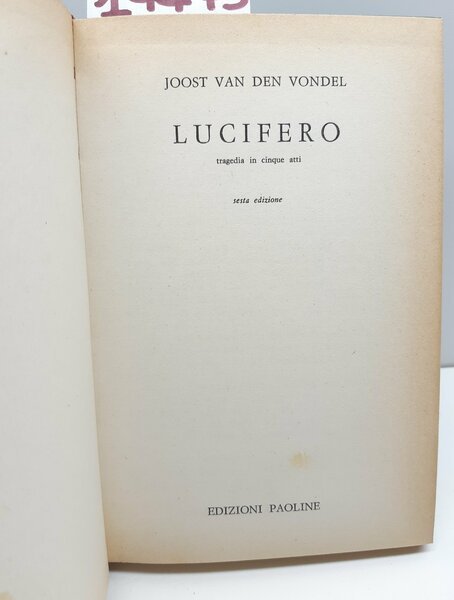 JOOST VAN DEN VONDEL
LUCIFERO
tragedia in cinque atti
sesta edizione
EDIZIONI PAOLINE